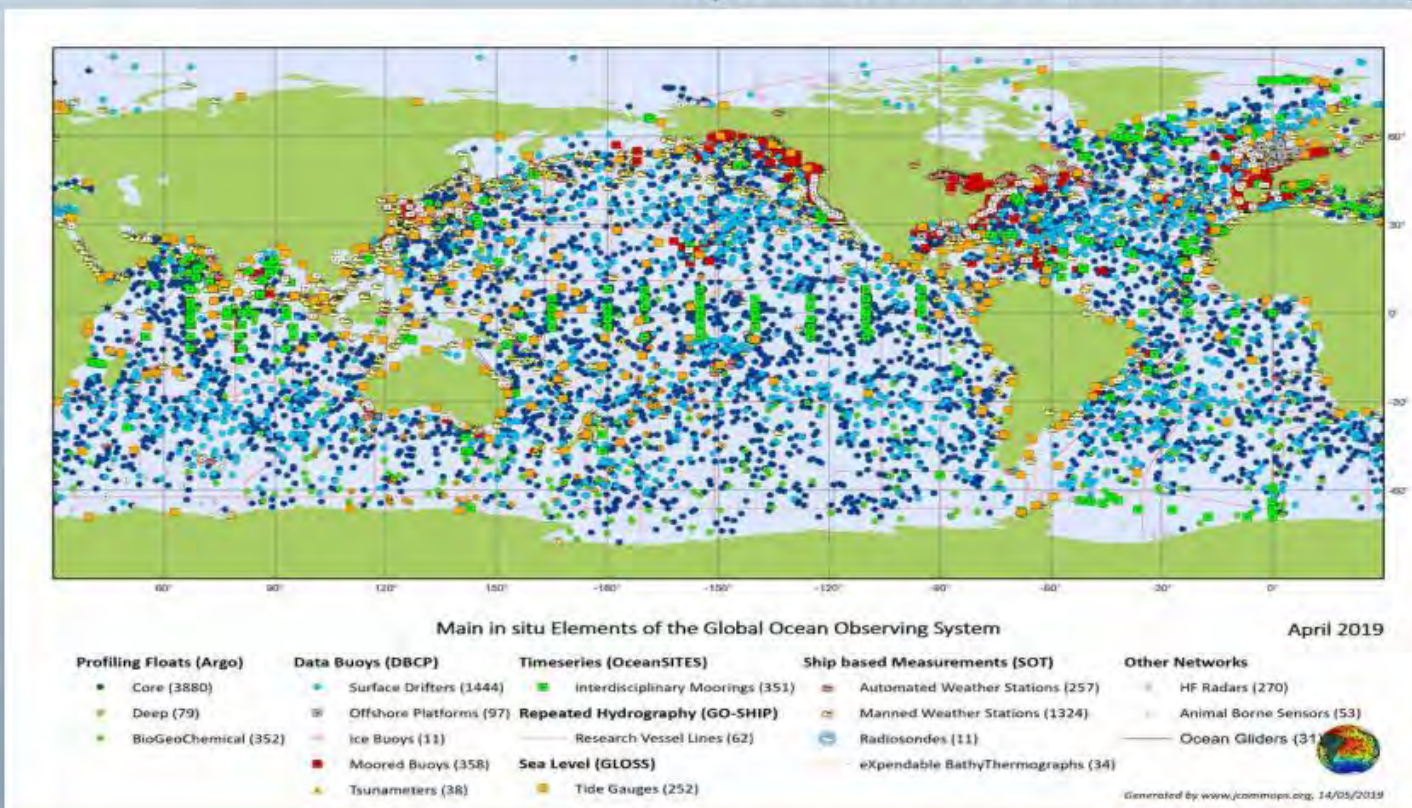 60°
30°
0°
-30°
-60°
60° 90° 120° 150° -180° -150° -120° -90° -60° -30° 0°
Main in situ Elements of the Global Ocean Observing System
April 2019
Profiling Floats (Argo)
Core (3880)
Deep (79)
BioGeoChemical (352)
Data Buoys (DBCP)
Surface Drifters (1444)
Offshore Platforms (97)
Ice Buoys (11)
Moored Buoys (358)
Tsunameters (38)
Timeseries (OceanSITES)
Interdisciplinary Moorings (351)
Repeated Hydrography (GO-SHIP)
Research Vessel Lines (62)
Sea Level (GLOSS)
Tide Gauges (252)
Ship based Measurements (SOT)
Automated Weather Stations (257)
Manned Weather Stations (1324)
Radiosondes (11)
eXpendable BathyThermographs (34)
Other Networks
HF Radars (270)
Animal Borne Sensors (53)
Ocean Gliders (31)
Generated by www.jcommops.org, 14/05/2019